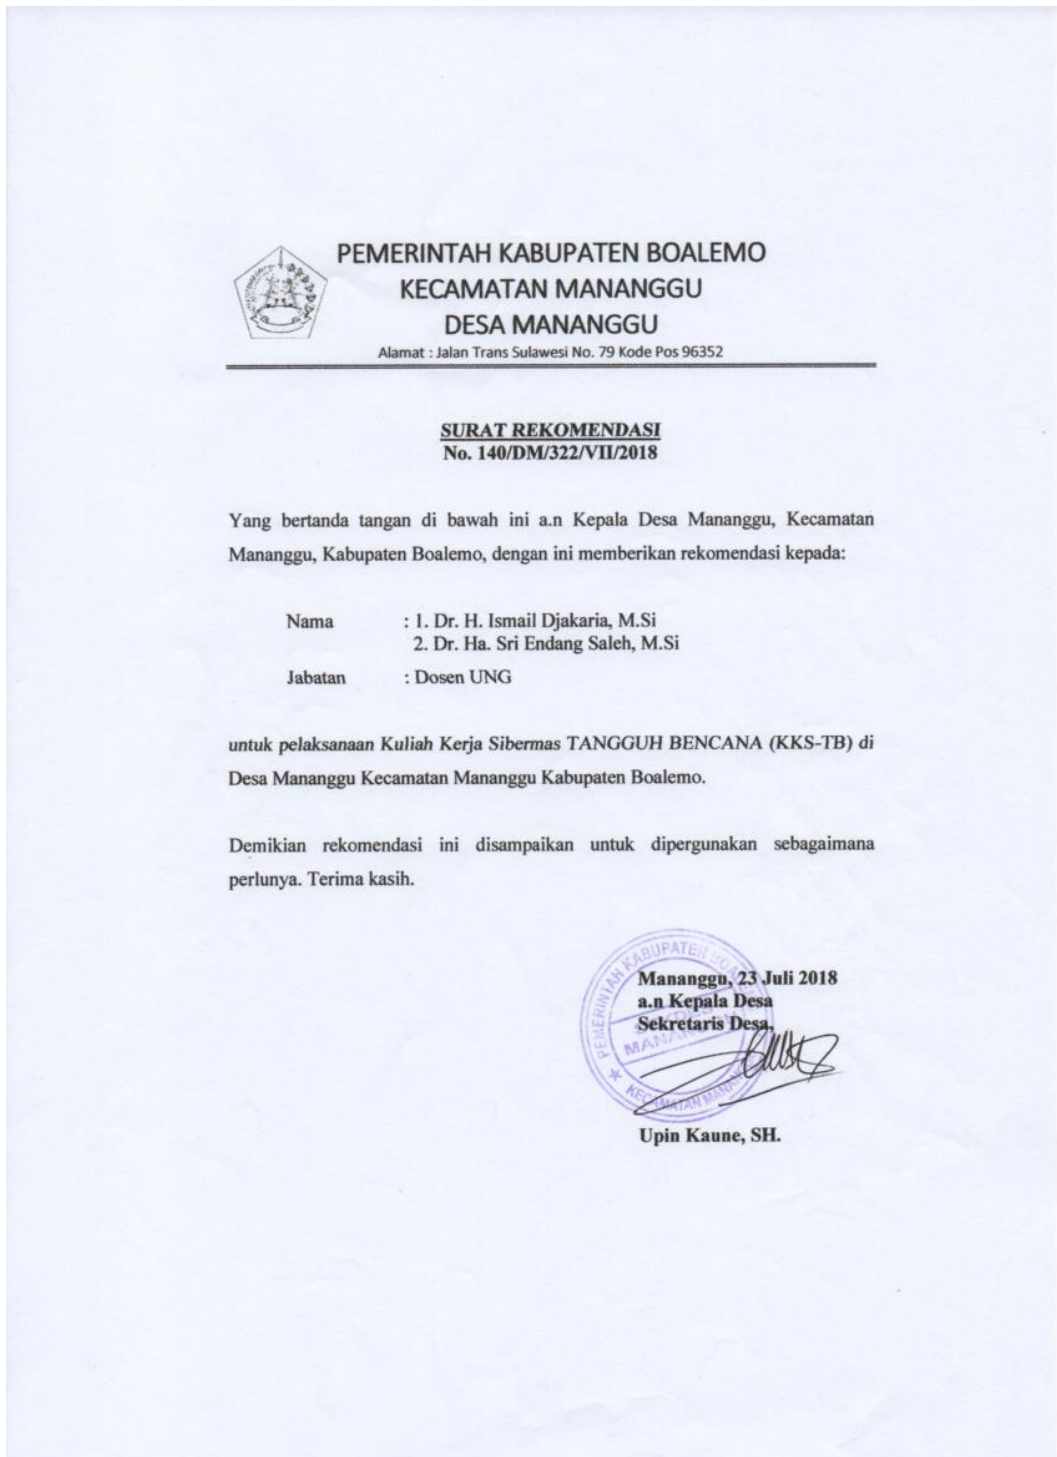 PEMERINTAH KABUPATEN BOALEMO
KECAMATAN MANANGGU
DESA MANANGGU
Alamat : Jalan Trans Sulawesi No. 79 Kode Pos 96352
SURAT REKOMENDASI
No. 140/DM/322/VII/2018
Yang bertanda tangan di bawah ini a.n Kepala Desa Mananggu, Kecamatan
Mananggu, Kabupaten Boalemo, dengan ini memberikan rekomendasi kepada:
Nama : 1. Dr. H. Ismail Djakaria, M.Si
2. Dr. Ha. Sri Endang Saleh, M.Si
Jabatan : Dosen UNG
untuk pelaksanaan Kuliah Kerja Sibermas TANGGUH BENCANA (KKS-TB) di
Desa Mananggu Kecamatan Mananggu Kabupaten Boalemo.
Demikian rekomendasi ini disampaikan untuk dipergunakan sebagaimana
perlunya. Terima kasih.
Mananggu, 23 Juli 2018
a.n Kepala Desa
Sekretaris Desa,
PEMERINTAH KABUPATEN
KECAMATAN
Upin Kaune, SH.